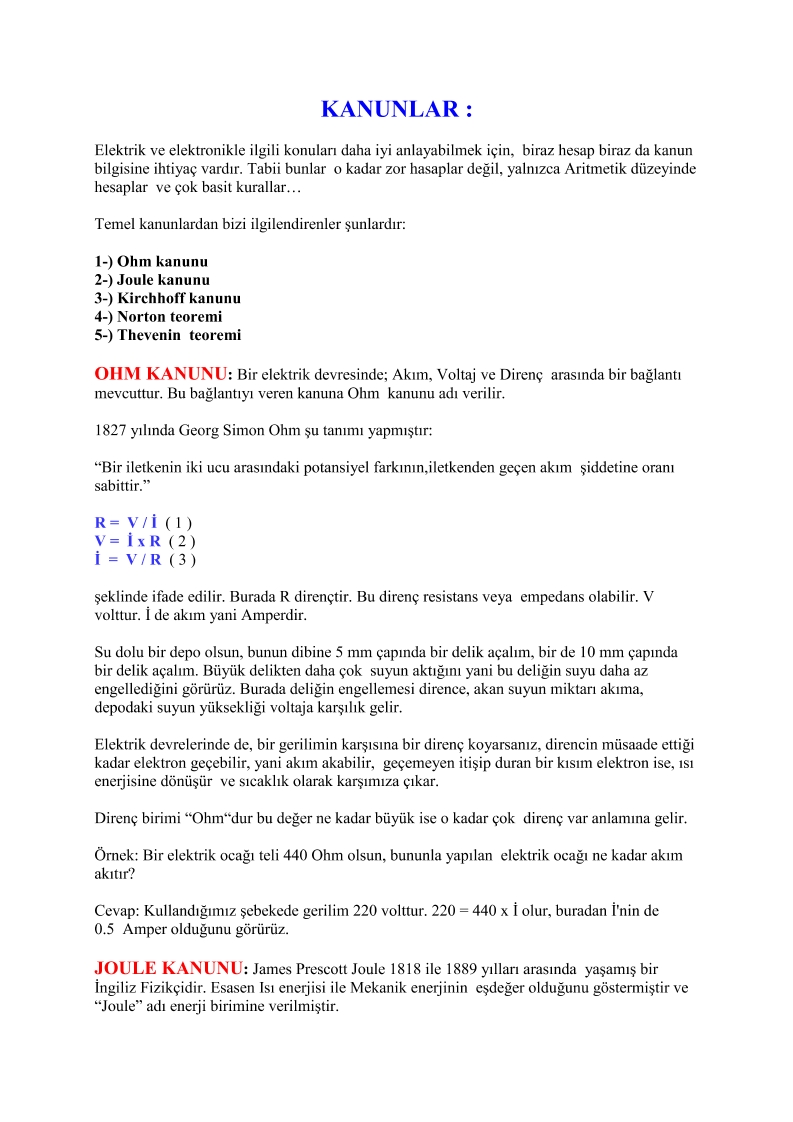 KANUNLAR :
Elektrik ve elektronikle ilgili konuları daha iyi anlayabilmek için,  biraz hesap biraz da kanun
bilgisine ihtiyaç vardır. Tabii bunlar  o kadar zor hasaplar değil, yalnızca Aritmetik düzeyinde
hesaplar  ve çok basit kurallar…
Temel kanunlardan bizi ilgilendirenler şunlardır:
1-) Ohm kanunu
2-) Joule kanunu
3-) Kirchhoff kanunu
4-) Norton teoremi
5-) Thevenin  teoremi
OHM KANUNU: Bir elektrik devresinde; Akım, Voltaj ve Direnç  arasında bir bağlantı
mevcuttur. Bu bağlantıyı veren kanuna Ohm  kanunu adı verilir.
1827 yılında Georg Simon Ohm şu tanımı yapmıştır:
“Bir iletkenin iki ucu arasındaki potansiyel farkının,iletkenden geçen akım  şiddetine oranı
sabittir.”
R =  V / İ  ( 1 )
V =  İ x R  ( 2 )
İ  =  V / R  ( 3 )
şeklinde ifade edilir. Burada R dirençtir. Bu direnç resistans veya  empedans olabilir. V
volttur. İ de akım yani Amperdir.
Su dolu bir depo olsun, bunun dibine 5 mm çapında bir delik açalım, bir de 10 mm çapında
bir delik açalım. Büyük delikten daha çok  suyun aktığını yani bu deliğin suyu daha az
engellediğini görürüz. Burada deliğin engellemesi dirence, akan suyun miktarı akıma,
depodaki suyun yüksekliği voltaja karşılık gelir.
Elektrik devrelerinde de, bir gerilimin karşısına bir direnç koyarsanız, direncin müsaade ettiği
kadar elektron geçebilir, yani akım akabilir,  geçemeyen itişip duran bir kısım elektron ise, ısı
enerjisine dönüşür  ve sıcaklık olarak karşımıza çıkar.
Direnç birimi “Ohm“dur bu değer ne kadar büyük ise o kadar çok  direnç var anlamına gelir.
Örnek: Bir elektrik ocağı teli 440 Ohm olsun, bununla yapılan  elektrik ocağı ne kadar akım
akıtır?
Cevap: Kullandığımız şebekede gerilim 220 volttur. 220 = 440 x İ olur, buradan İ'nin de
0.5  Amper olduğunu görürüz.
JOULE KANUNU: James Prescott Joule 1818 ile 1889 yılları arasında  yaşamış bir
İngiliz Fizikçidir. Esasen Isı enerjisi ile Mekanik enerjinin  eşdeğer olduğunu göstermiştir ve
“Joule” adı enerji birimine verilmiştir.